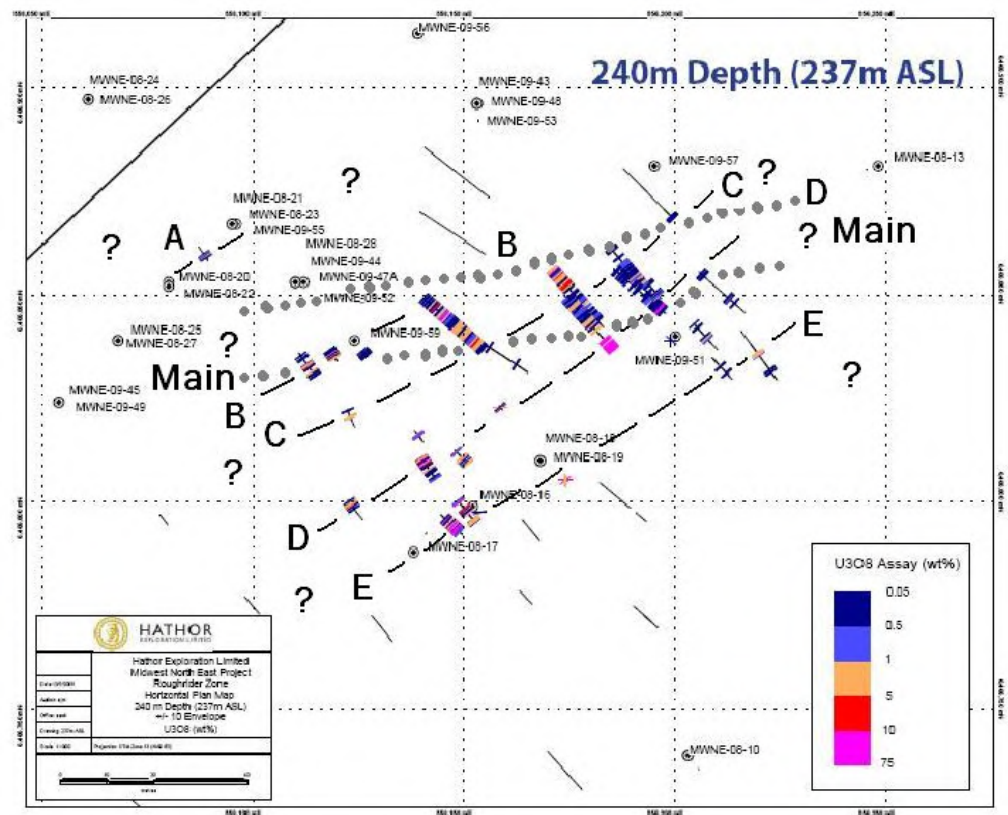 240m Depth (237m ASL)
MWNE-09-56
MWNE-08-24
MWNE-08-26
MWNE-09-43
MWNE-09-48
MWNE-09-53
MWNE-09-57
MWNE-08-13
?
?
C
D
MWNE-08-21
MWNE-08-23
MWNE-09-55
?
A
B
?
Main
MWNE-08-28
MWNE-09-44
MWNE-09-47A
MWNE-09-52
MWNE-08-20
MWNE-08-22
MWNE-08-25
MWNE-08-27
?
MWNE-09-59
MWNE-09-51
E
?
Main
MWNE-09-45
MWNE-09-49
B
C
?
MWNE-08-18
MWNE-08-19
MWNE-08-16
D
MWNE-08-17
E
?
MWNE-08-10
U3O8 Assay (wt%)
0.05
0.5
1
5
10
75
HATHOR
EXPLORATION LIMITED
Hathor Exploration Limited
Midwest North East Project
Roughrider Zone
Horizontal Plan Map
240 m Depth (237m ASL)
+/- 10 Envelope
U3O8 (wt%)